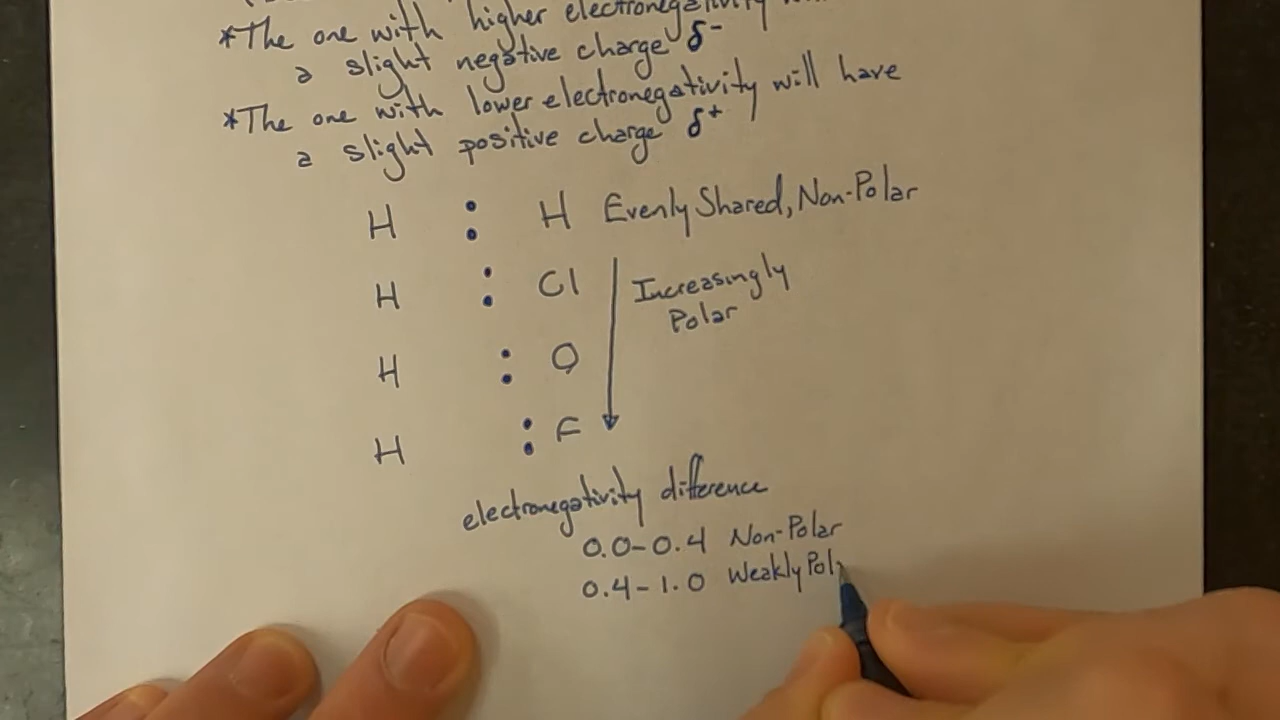 *The one with higher electronegativity
a slight negative charge δ-
*The one with lower electronegativity will have
a slight positive charge δ+
H : H Evenly Shared, Non-Polar
H : Cl Increasingly
Polar
H : O
H : F
electronegativity difference
0.0-0.4 Non-Polar
0.4-1.0 Weakly Pol